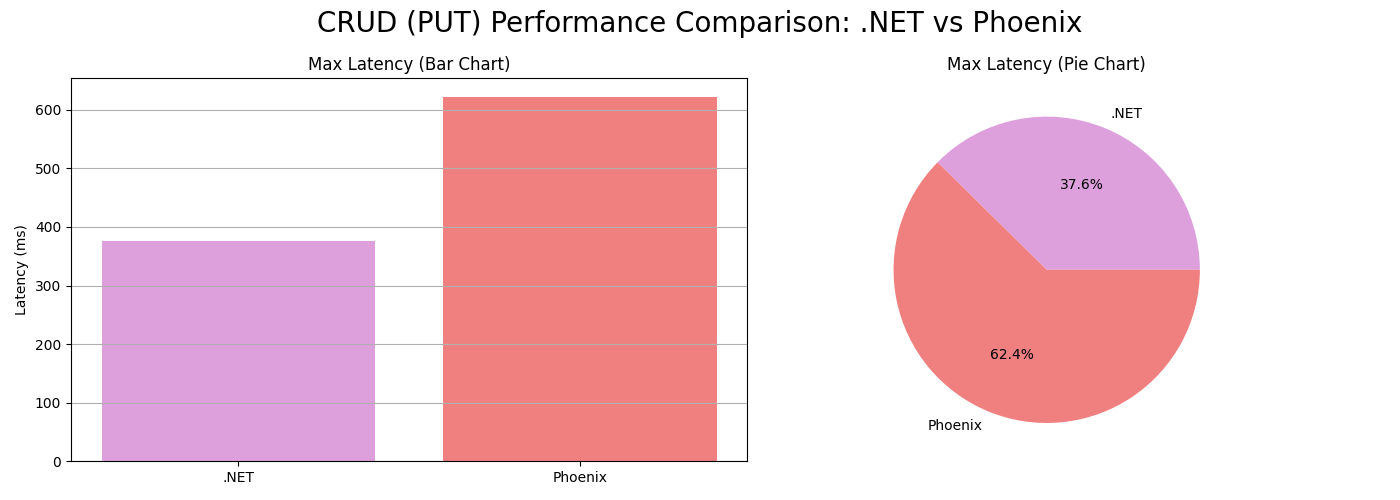 CRUD (PUT) Performance Comparison: .NET vs Phoenix
Max Latency (Bar Chart)
Latency (ms)
600
500
400
300
200
100
0
.NET
Phoenix
Max Latency (Pie Chart)
.NET
37.6%
62.4%
Phoenix